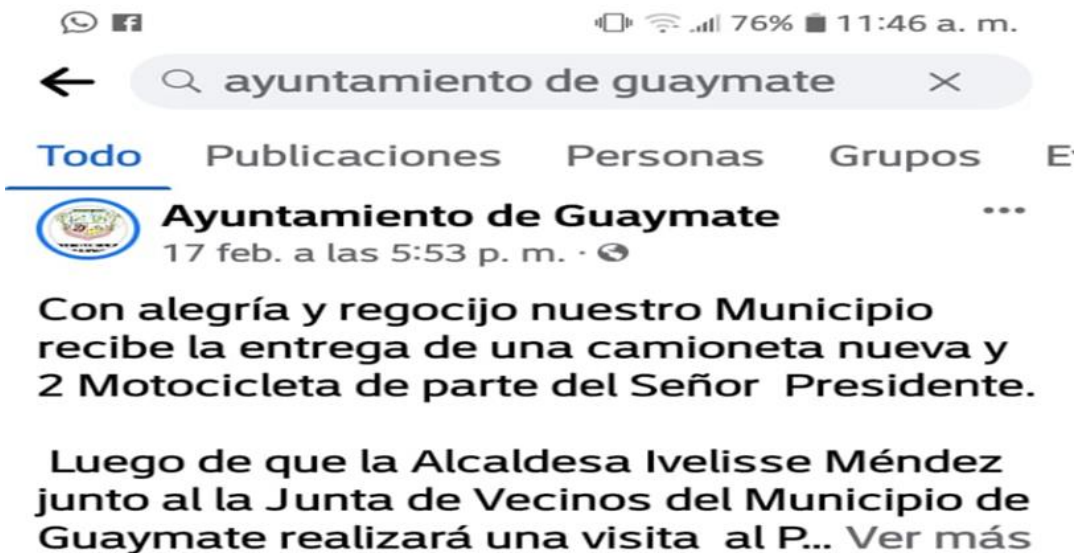 76% 11:46 a. m.
ayuntamiento de guaymate
Todo Publicaciones Personas Grupos E
Ayuntamiento de Guaymate
17 feb. a las 5:53 p. m. ·
Con alegría y regocijo nuestro Municipio
recibe la entrega de una camioneta nueva y
2 Motocicleta de parte del Señor Presidente.
Luego de que la Alcaldesa Ivelisse Méndez
junto al la Junta de Vecinos del Municipio de
Guaymate realizará una visita al P... Ver más